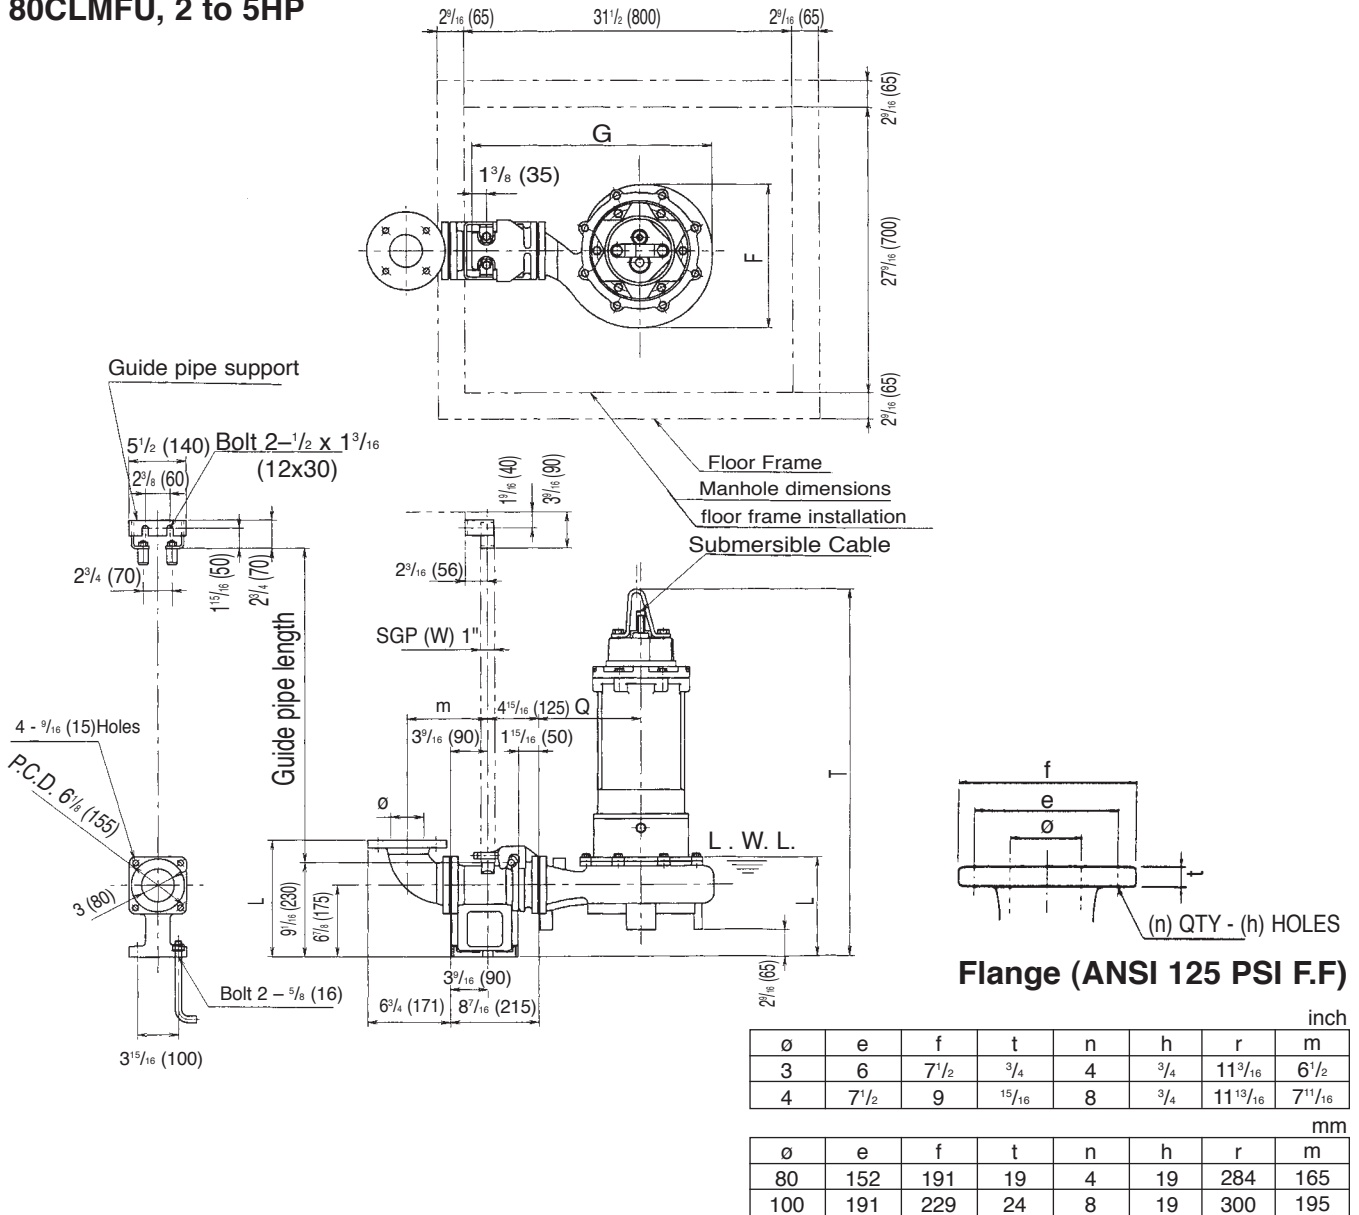 80CLMFU, 2 to 5HP
2⁹/₁₆ (65)
31¹/₂ (800)
2⁹/₁₆ (65)
2⁹/₁₆ (65)
G
1³/₈ (35)
F
27⁹/₁₆ (700)
2⁹/₁₆ (65)
Guide pipe support
5¹/₂ (140)
Bolt 2–¹/₂ x 1³/₁₆
(12x30)
2³/₈ (60)
1⁹/₁₆ (40)
3⁹/₁₆ (90)
Floor Frame
Manhole dimensions
floor frame installation
Submersible Cable
2³/₄ (70)
1¹⁵/₁₆ (50)
2³/₄ (70)
2³/₁₆ (56)
Guide pipe length
SGP (W) 1"
m
4¹⁵/₁₆ (125)
Q
3⁹/₁₆ (90)
1¹⁵/₁₆ (50)
T
4 - ⁹/₁₆ (15)Holes
P.C.D. 6¹/₈ (155)
3 (80)
ø
L . W. L.
L
9¹/₁₆ (230)
6⁷/₈ (175)
L
3⁹/₁₆ (90)
2⁹/₁₆ (65)
6³/₄ (171)
8⁷/₁₆ (215)
Bolt 2 – ⁵/₈ (16)
3¹⁵/₁₆ (100)
f
e
ø
t
(n) QTY - (h) HOLES
Flange (ANSI 125 PSI F.F)
inch
ø e f t n h r m
3 6 7¹/₂ ³/₄ 4 ³/₄ 11³/₁₆ 6¹/₂
4 7¹/₂ 9 ¹⁵/₁₆ 8 ³/₄ 11¹³/₁₆ 7¹¹/₁₆
mm
ø e f t n h r m
80 152 191 19 4 19 284 165
100 191 229 24 8 19 300 195